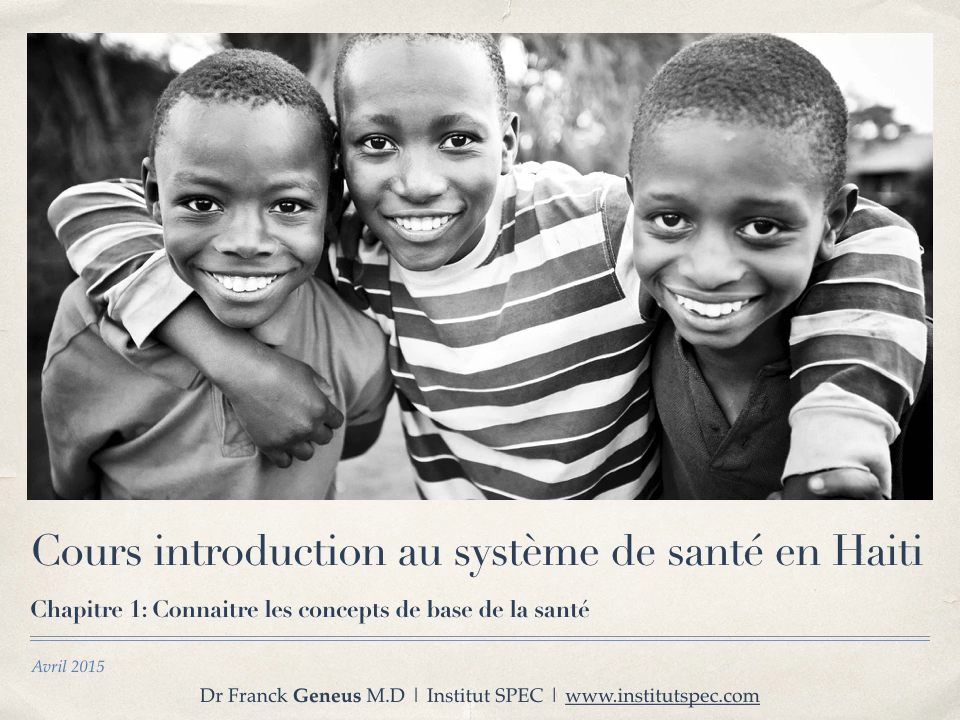 Cours introduction au système de santé en Haiti
Chapitre 1: Connaitre les concepts de base de la santé
Avril 2015
Dr Franck Geneus M.D | Institut SPEC | www.institutspec.com